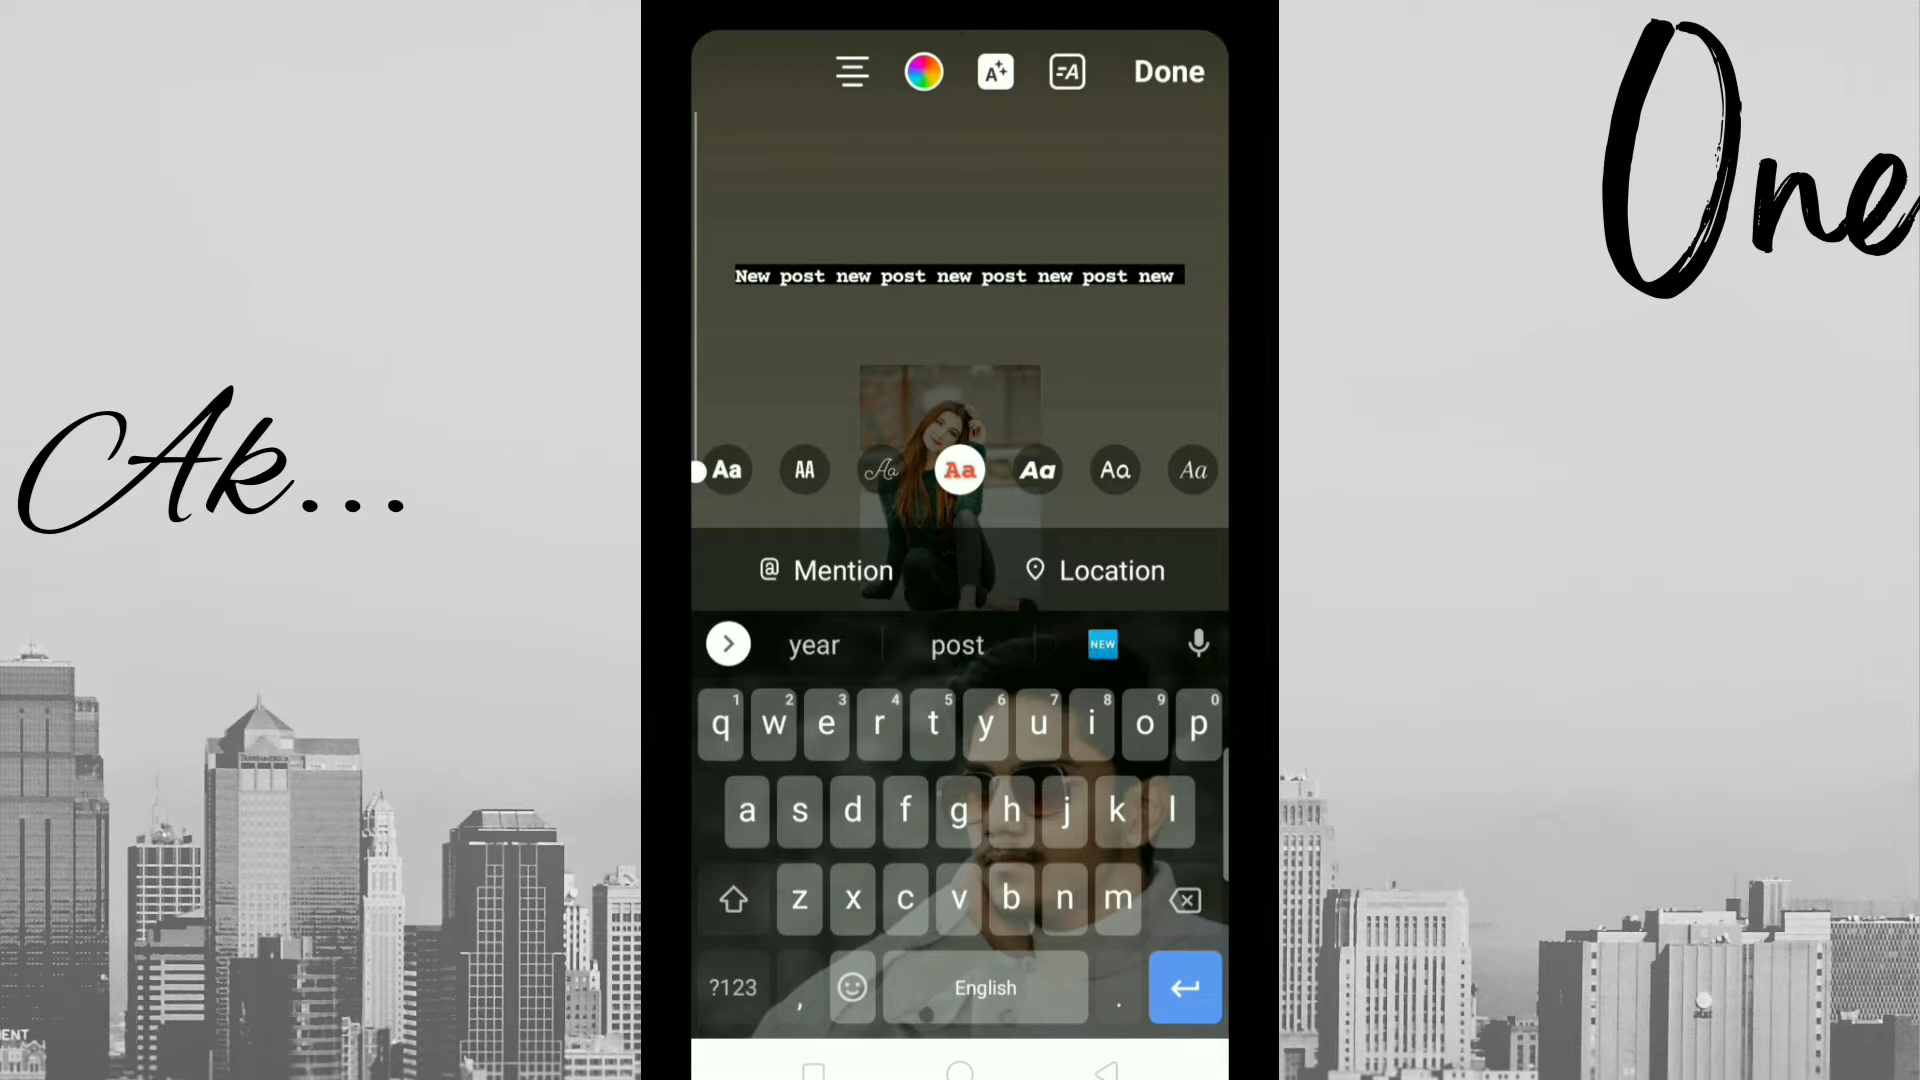 One
Ak...
A =A Done
New post new post new post new post new
Aa AA Aa Aa Aa Aa Aa
@ Mention Location
year post NEW
1 2 3 4 5 6 7 8 9 0
q w e r t y u i o p
a s d f g h j k l
z x c v b n m
?123 , English .